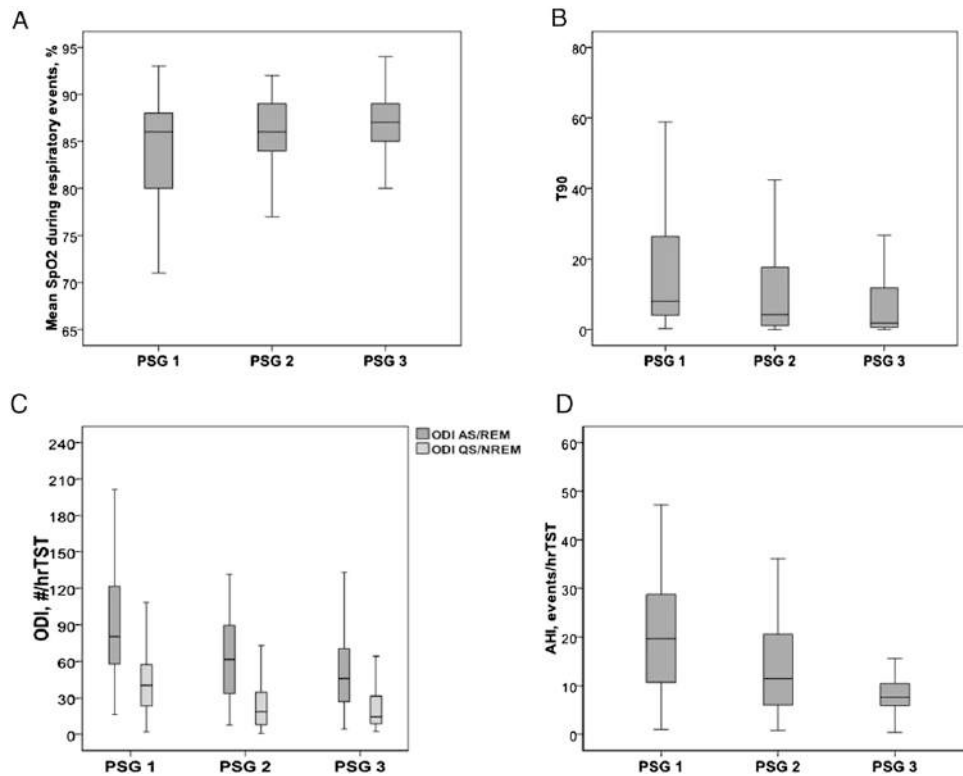 A
Mean SpO2 during respiratory events, %
95
90
85
80
75
70
65
PSG 1 PSG 2 PSG 3
B
T90
80
60
40
20
0
PSG 1 PSG 2 PSG 3
C
ODI, #/hrTST
240
210
180
150
120
90
60
30
0
PSG 1 PSG 2 PSG 3
ODI AS/REM
ODI QS/NREM
D
AHI, events/hrTST
60
50
40
30
20
10
0
PSG 1 PSG 2 PSG 3